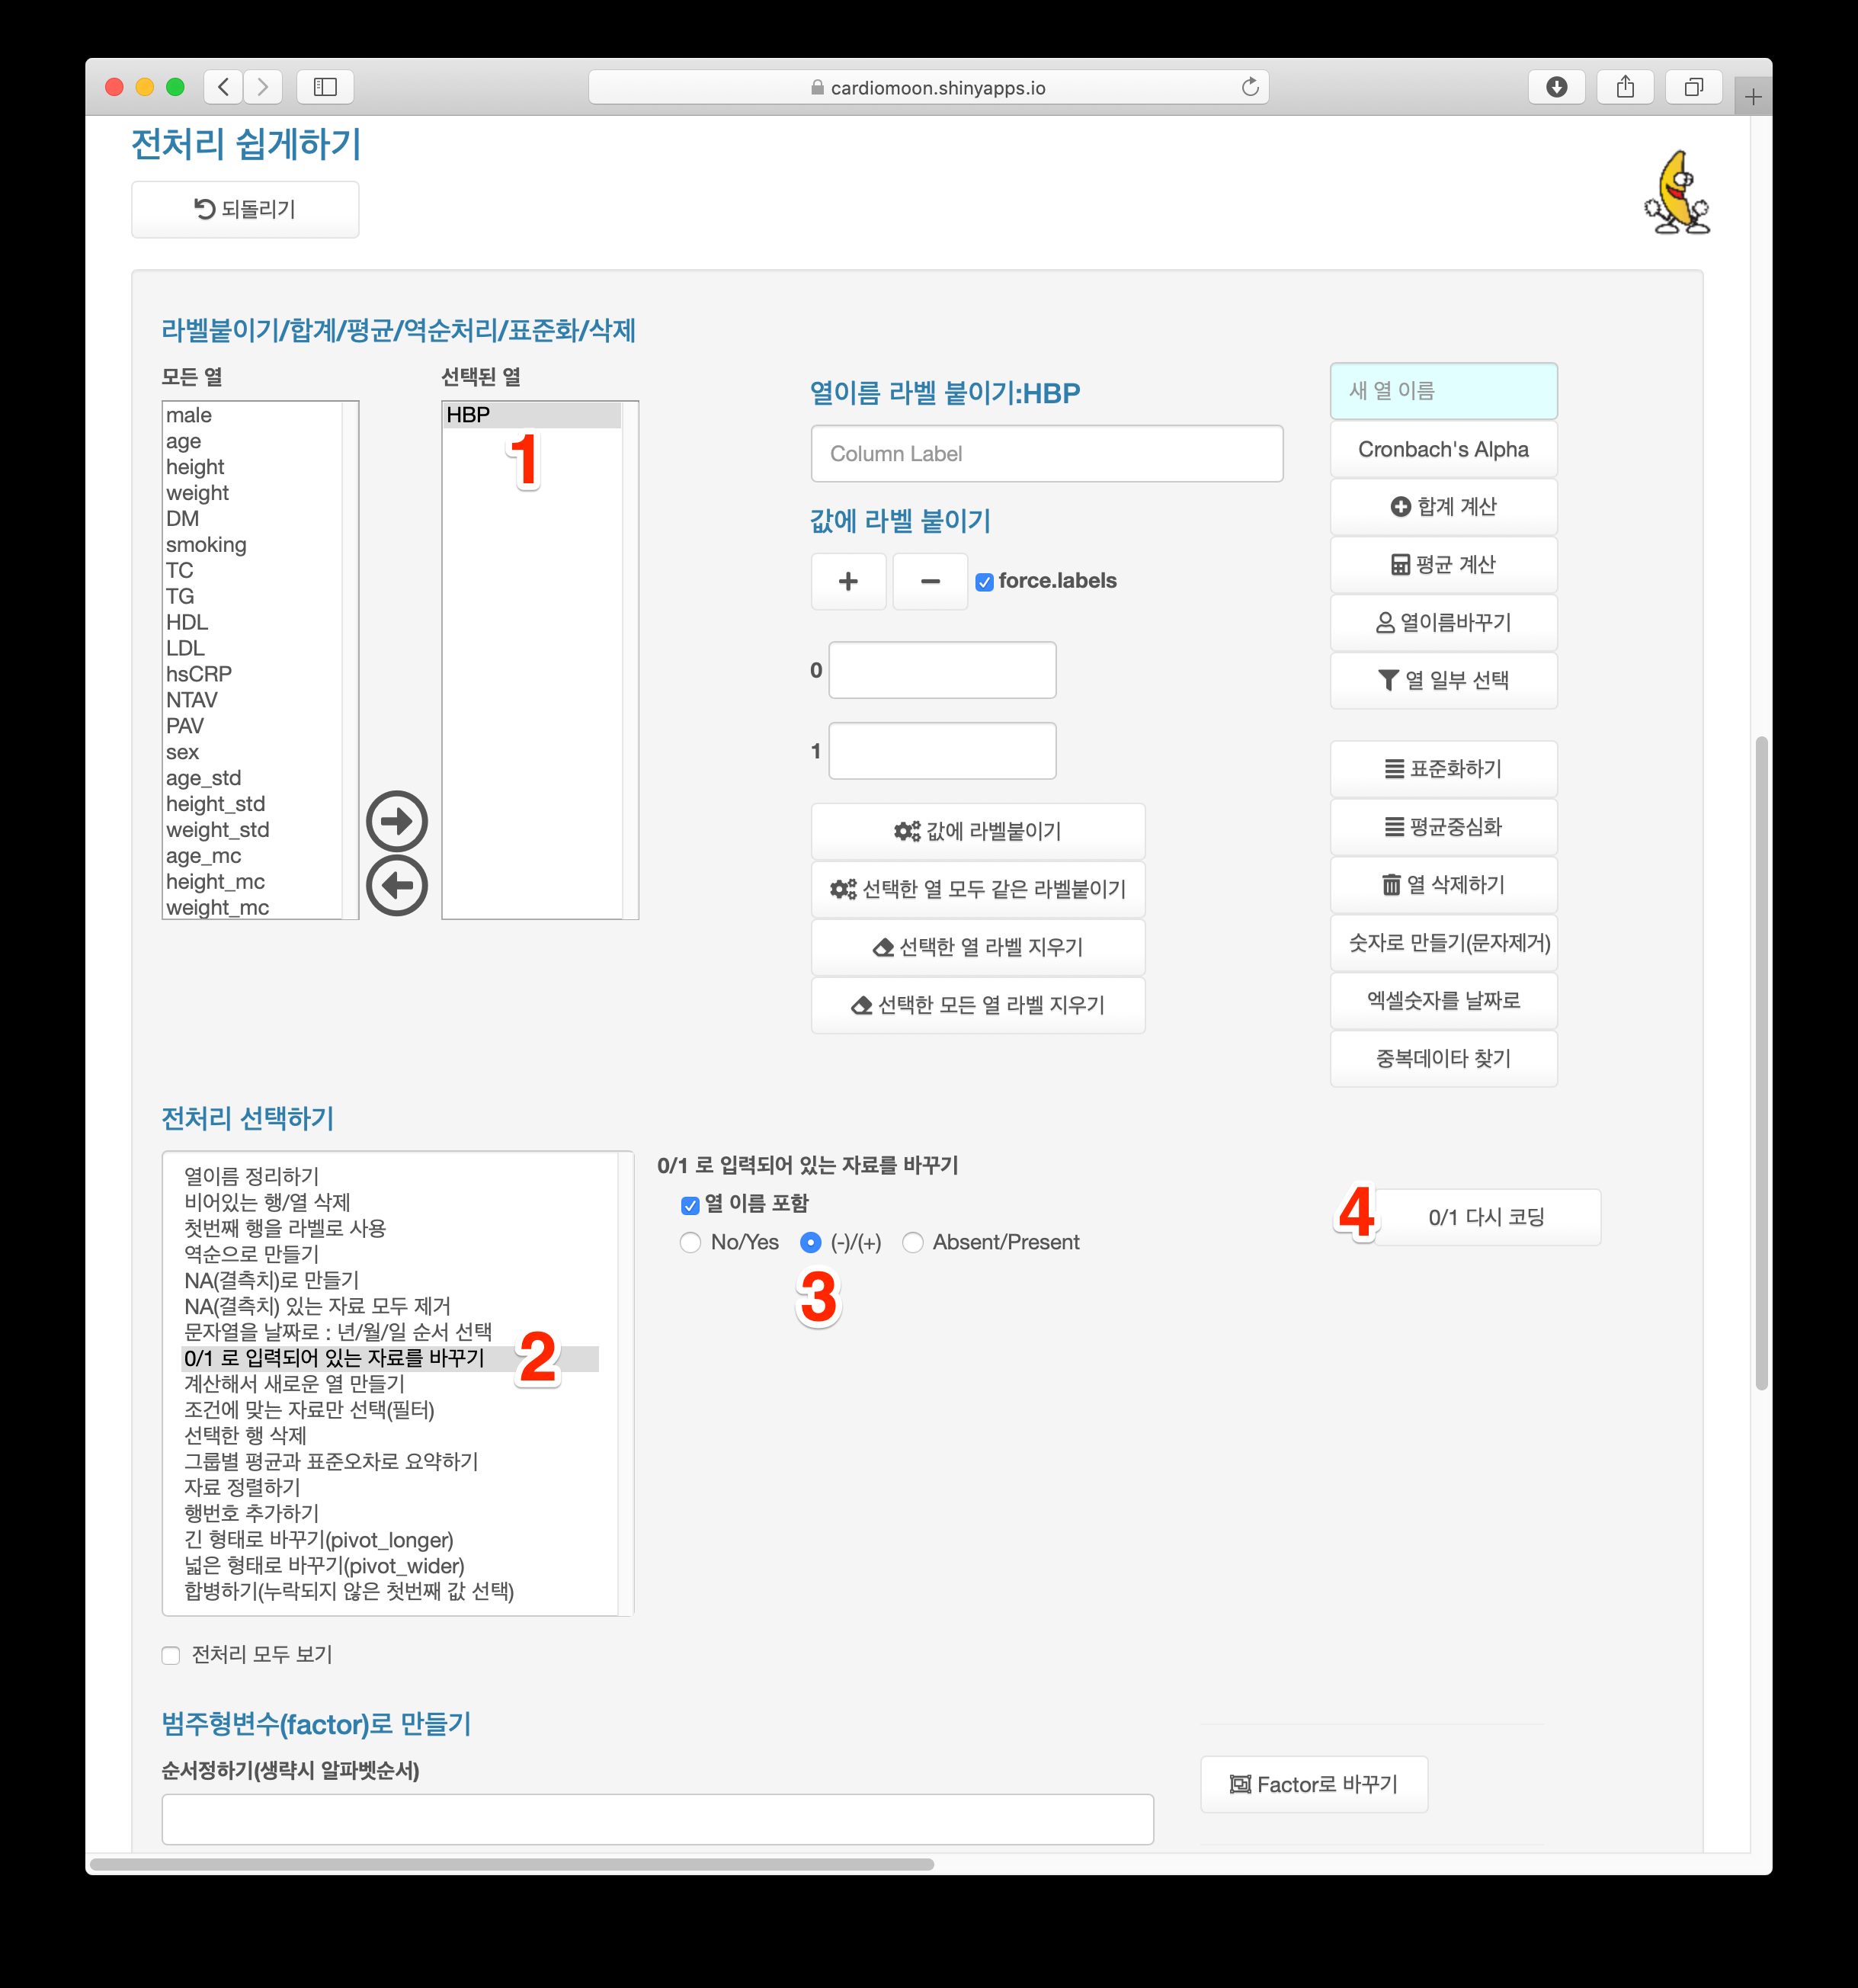 cardiomoon.shinyapps.io
전처리 쉽게하기
되돌리기
라벨붙이기/합계/평균/역순처리/표준화/삭제
모든 열
male
age
height
weight
DM
smoking
TC
TG
HDL
LDL
hsCRP
NTAV
PAV
sex
age_std
height_std
weight_std
age_mc
height_mc
weight_mc
선택된 열
HBP
1
열이름 라벨 붙이기:HBP
Column Label
값에 라벨 붙이기
+ − force.labels
0
1
값에 라벨붙이기
선택한 열 모두 같은 라벨붙이기
선택한 열 라벨 지우기
선택한 모든 열 라벨 지우기
새 열 이름
Cronbach's Alpha
합계 계산
평균 계산
열이름바꾸기
열 일부 선택
표준화하기
평균중심화
열 삭제하기
숫자로 만들기(문자제거)
엑셀숫자를 날짜로
중복데이타 찾기
전처리 선택하기
열이름 정리하기
비어있는 행/열 삭제
첫번째 행을 라벨로 사용
역순으로 만들기
NA(결측치)로 만들기
NA(결측치) 있는 자료 모두 제거
문자열을 날짜로 : 년/월/일 순서 선택
0/1 로 입력되어 있는 자료를 바꾸기
2
계산해서 새로운 열 만들기
조건에 맞는 자료만 선택(필터)
선택한 행 삭제
그룹별 평균과 표준오차로 요약하기
자료 정렬하기
행번호 추가하기
긴 형태로 바꾸기(pivot_longer)
넓은 형태로 바꾸기(pivot_wider)
합병하기(누락되지 않은 첫번째 값 선택)
0/1 로 입력되어 있는 자료를 바꾸기
열 이름 포함
No/Yes (-)/(+) Absent/Present
3
4
0/1 다시 코딩
전처리 모두 보기
범주형변수(factor)로 만들기
순서정하기(생략시 알파벳순서)
Factor로 바꾸기